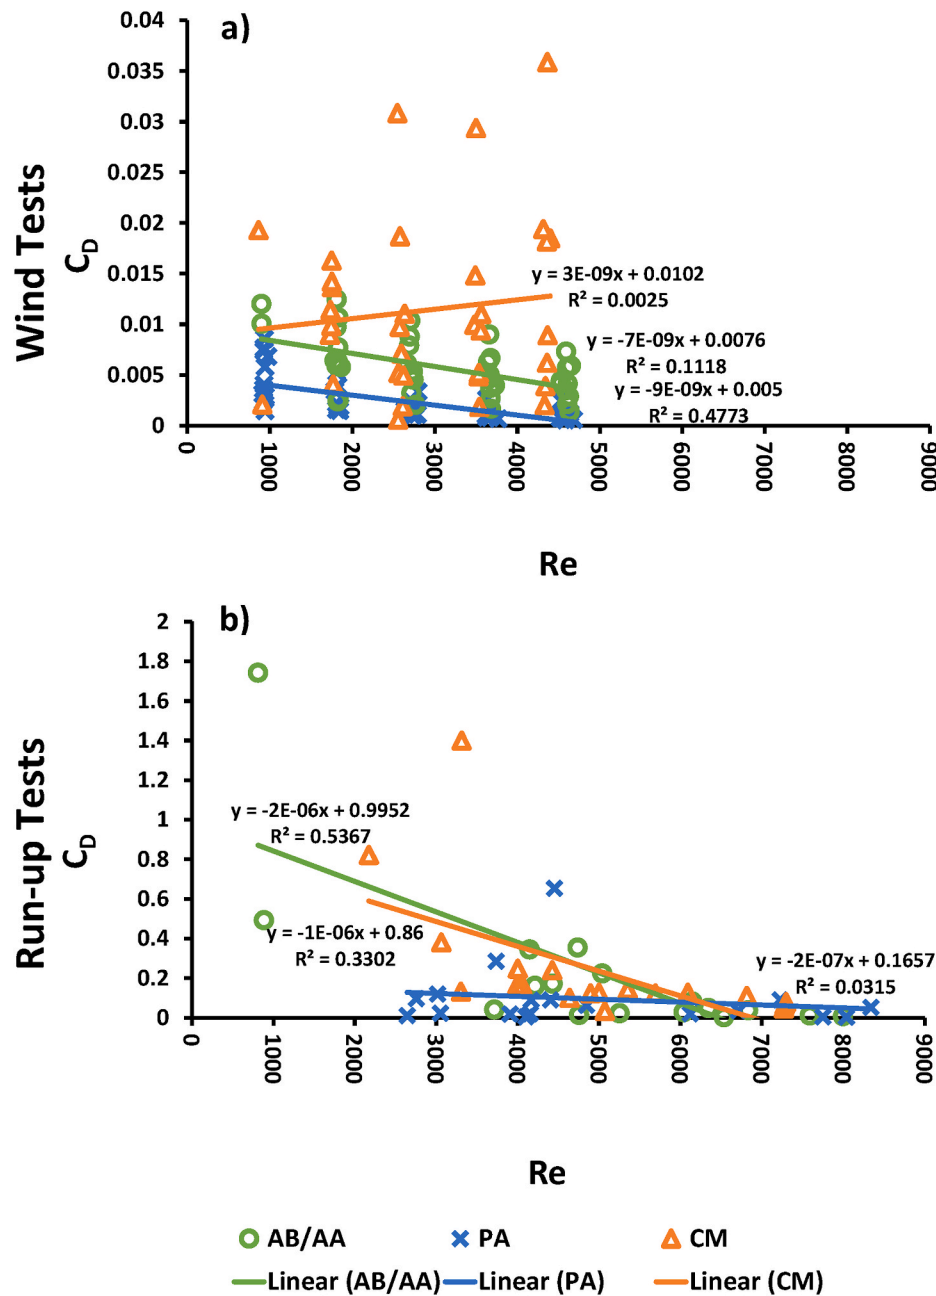 a)
0.04
0.035
0.03
0.025
0.02
0.015
0.01
0.005
0
Wind Tests
C_D
y = 3E-09x + 0.0102
R² = 0.0025
y = -7E-09x + 0.0076
R² = 0.1118
y = -9E-09x + 0.005
R² = 0.4773
0 1000 2000 3000 4000 5000 6000 7000 8000 9000
Re
b)
2
1.8
1.6
1.4
1.2
1
0.8
0.6
0.4
0.2
0
Run-up Tests
C_D
y = -2E-06x + 0.9952
R² = 0.5367
y = -1E-06x + 0.86
R² = 0.3302
y = -2E-07x + 0.1657
R² = 0.0315
0 1000 2000 3000 4000 5000 6000 7000 8000 9000
Re
AB/AA PA CM
Linear (AB/AA) Linear (PA) Linear (CM)